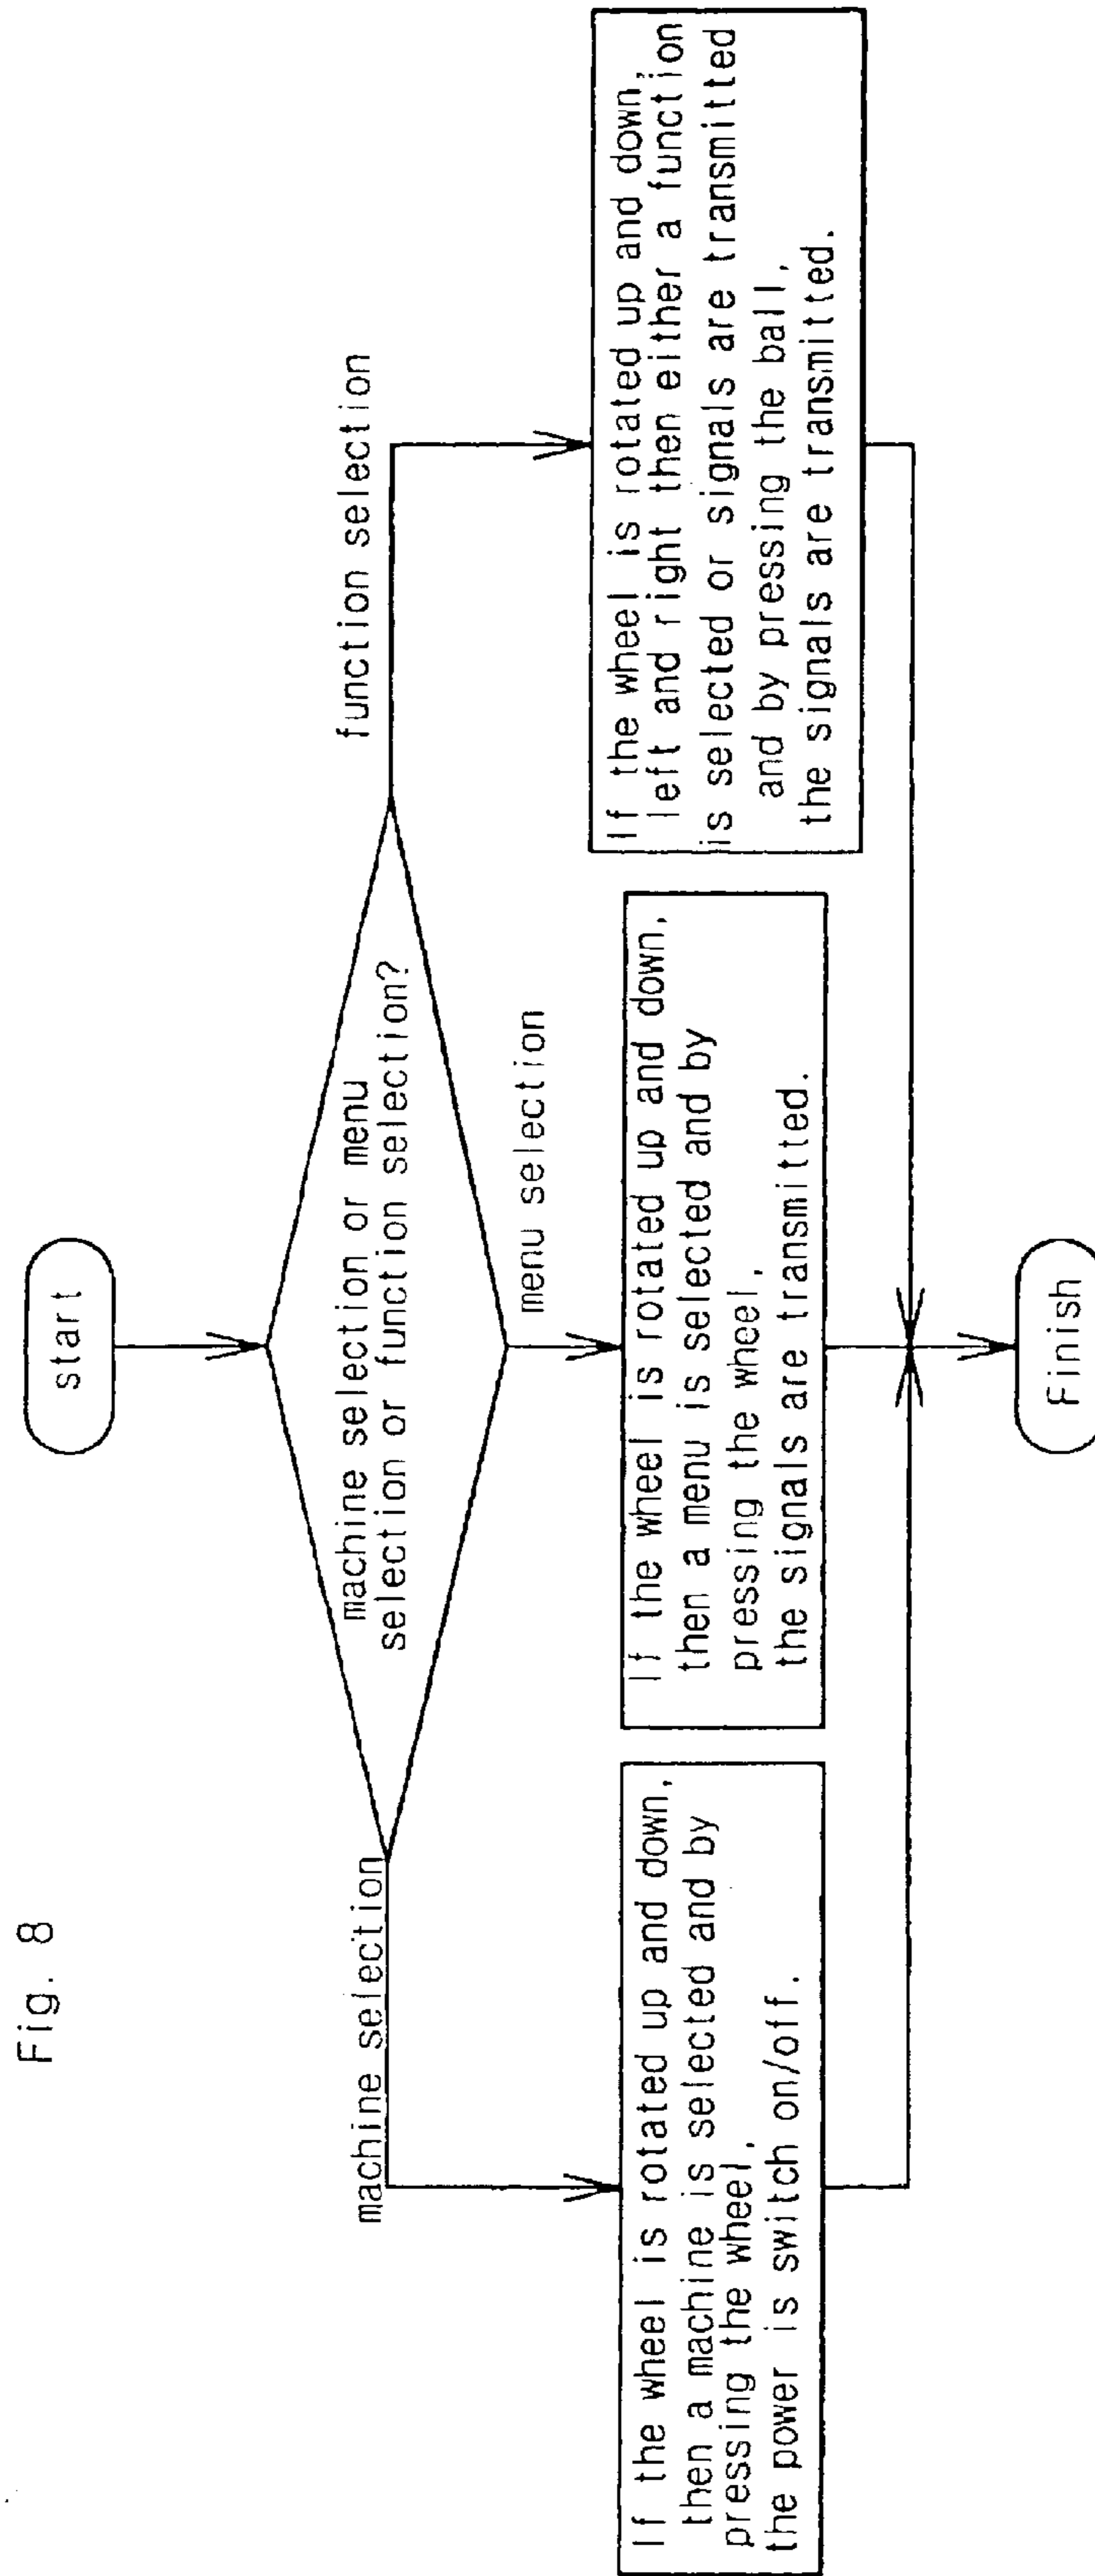 Fig. 8
start
machine selection or menu
selection or function selection?
machine selection
menu selection
function selection
If the wheel is rotated up and down,
then a machine is selected and by
pressing the wheel,
the power is switch on/off.
If the wheel is rotated up and down,
then a menu is selected and by
pressing the wheel,
the signals are transmitted.
If the wheel is rotated up and down,
left and right then either a function
is selected or signals are transmitted
and by pressing the ball,
the signals are transmitted.
Finish